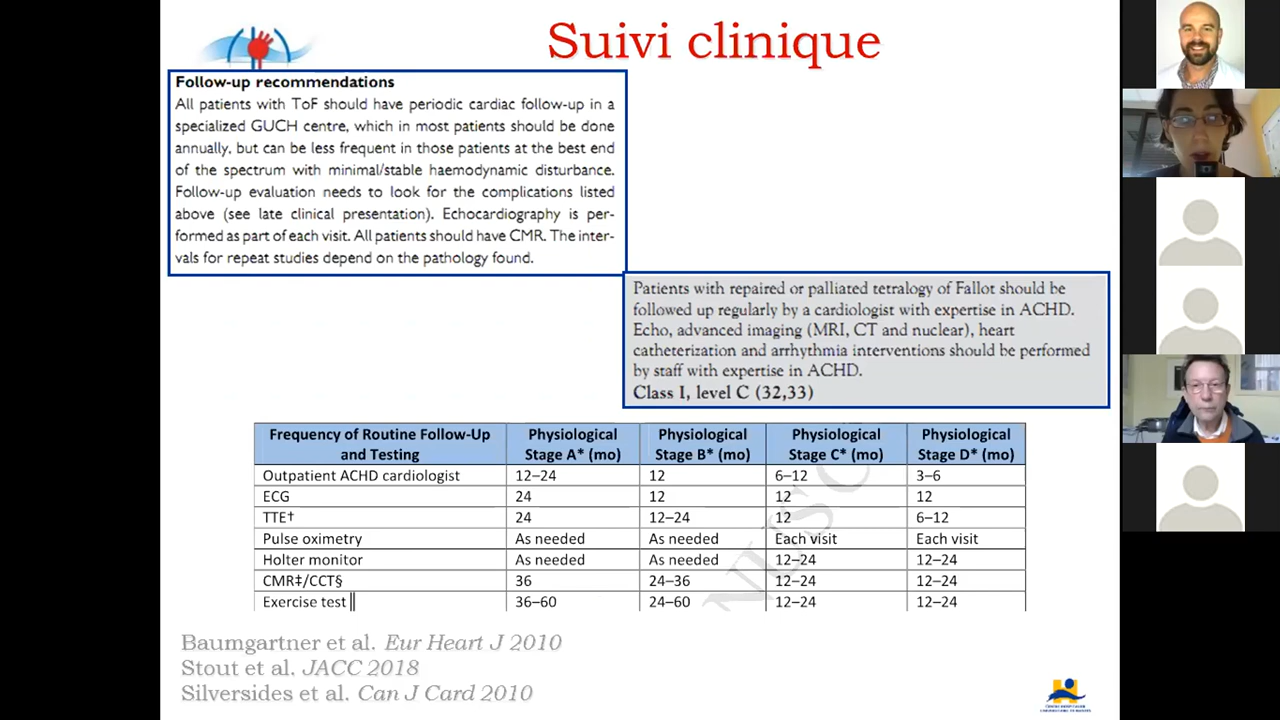 Suivi clinique
Follow-up recommendations
All patients with ToF should have periodic cardiac follow-up in a
specialized GUCH centre, which in most patients should be done
annually, but can be less frequent in those patients at the best end
of the spectrum with minimal/stable haemodynamic disturbance.
Follow-up evaluation needs to look for the complications listed
above (see late clinical presentation). Echocardiography is per-
formed as part of each visit. All patients should have CMR. The inter-
vals for repeat studies depend on the pathology found.
Patients with repaired or palliated tetralogy of Fallot should be
followed up regularly by a cardiologist with expertise in ACHD.
Echo, advanced imaging (MRI, CT and nuclear), heart
catheterization and arrhythmia interventions should be performed
by staff with expertise in ACHD.
Class I, level C (32,33)
Frequency of Routine Follow-Up and Testing Physiological Stage A* (mo) Physiological Stage B* (mo) Physiological Stage C* (mo) Physiological Stage D* (mo)
Outpatient ACHD cardiologist 12–24 12 6–12 3–6
ECG 24 12 12 12
TTE† 24 12–24 12 6–12
Pulse oximetry As needed As needed Each visit Each visit
Holter monitor As needed As needed 12–24 12–24
CMR‡/CCT§ 36 24–36 12–24 12–24
Exercise test‖ 36–60 24–60 12–24 12–24
Baumgartner et al. Eur Heart J 2010
Stout et al. JACC 2018
Silversides et al. Can J Card 2010